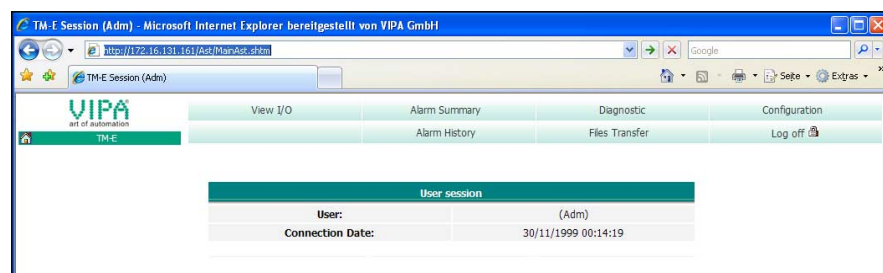 TM-E Session (Adm) - Microsoft Internet Explorer bereitgestellt von VIPA GmbH
http://172.16.131.161/Ast/MainAst.shtm
Google
TM-E Session (Adm)
Seite
Extras
VIPA
art of automation
TM-E
View I/O
Alarm Summary
Diagnostic
Configuration
Alarm History
Files Transfer
Log off
User session
User: (Adm)
Connection Date: 30/11/1999 00:14:19